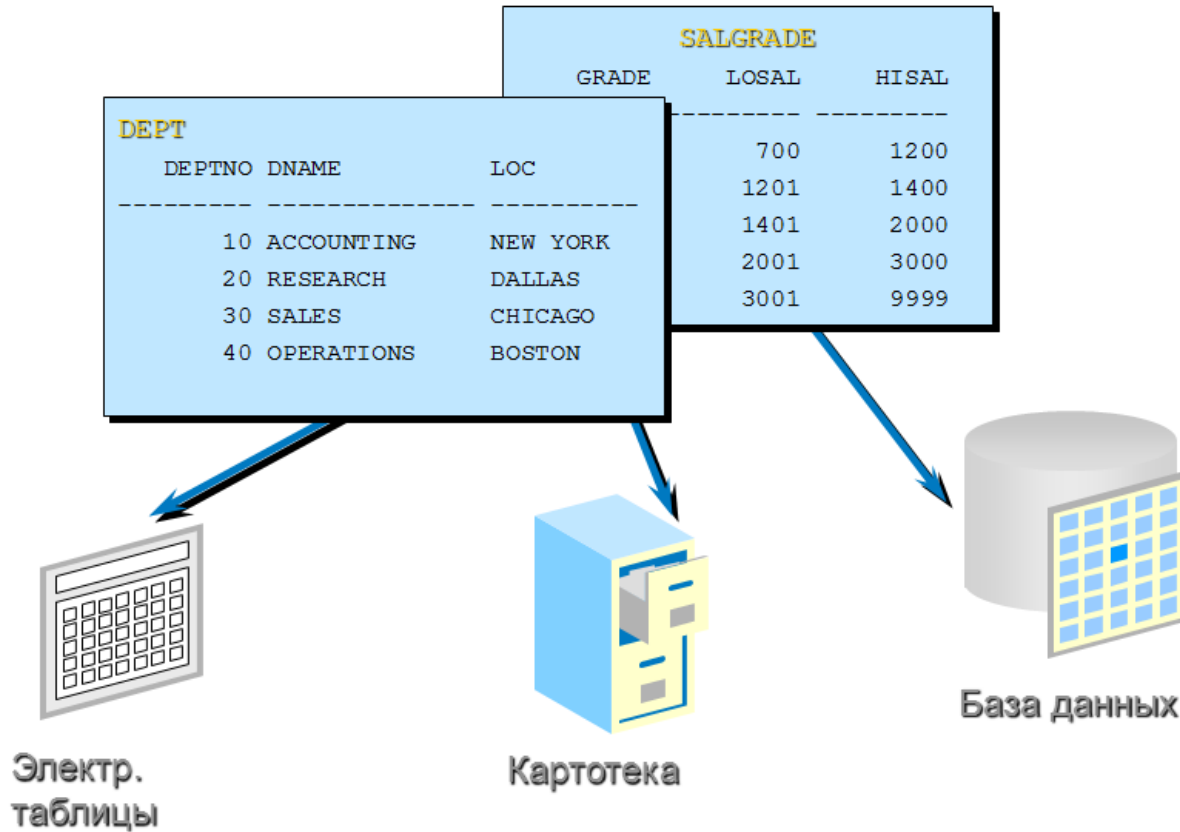 SALGRADE
GRADE LOSAL HISAL
--------- ---------
700 1200
1201 1400
1401 2000
2001 3000
3001 9999
DEPT
DEPTNO DNAME LOC
--------- -------------- ----------
10 ACCOUNTING NEW YORK
20 RESEARCH DALLAS
30 SALES CHICAGO
40 OPERATIONS BOSTON
Электр.
таблицы
Картотека
База данных